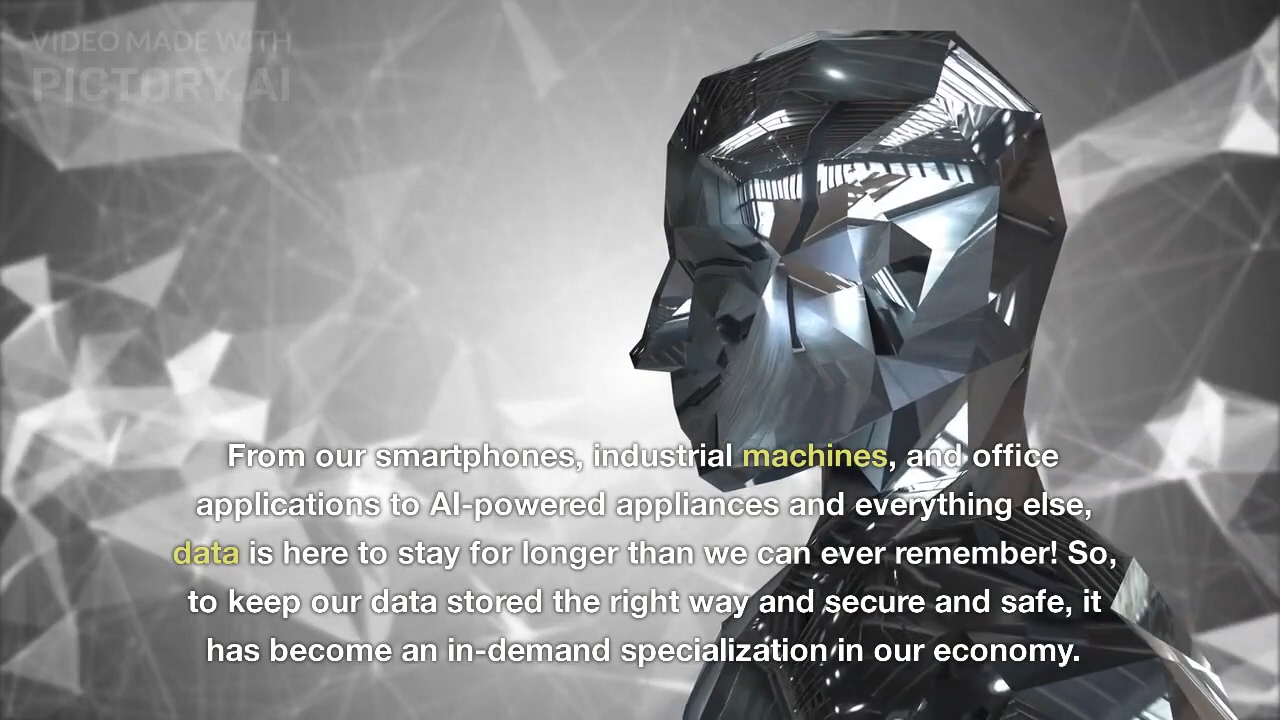 VIDEO MADE WITH
PICTORY.AI
From our smartphones, industrial machines, and office
applications to AI-powered appliances and everything else,
data is here to stay for longer than we can ever remember! So,
to keep our data stored the right way and secure and safe, it
has become an in-demand specialization in our economy.